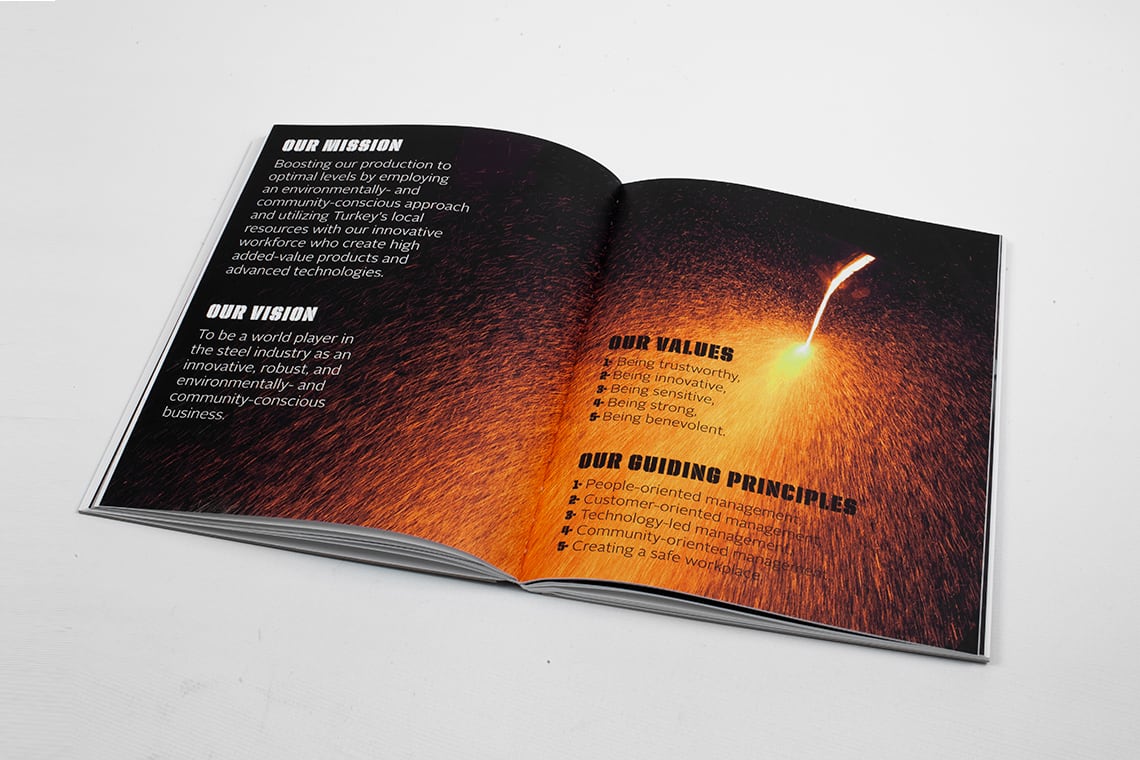 OUR MISSION
Boosting our production to
optimal levels by employing
an environmentally- and
community-conscious approach
and utilizing Turkey's local
resources with our innovative
workforce who create high
added-value products and
advanced technologies.
OUR VISION
To be a world player in
the steel industry as an
innovative, robust, and
environmentally- and
community-conscious
business.
OUR VALUES
1- Being trustworthy,
2- Being innovative,
3- Being sensitive,
4- Being strong,
5- Being benevolent.
OUR GUIDING PRINCIPLES
1- People-oriented management,
2- Customer-oriented management,
3- Technology-led management,
4- Community-oriented management,
5- Creating a safe workplace.